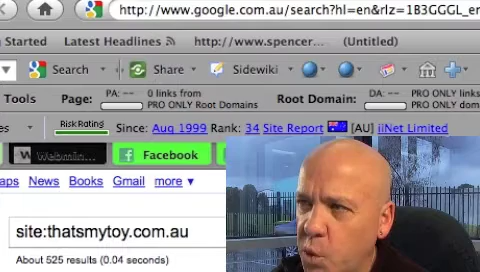 http://www.google.com.au/search?hl=en&rlz=1B3GGGL_en
Started Latest Headlines http://www.spencer... (Untitled)
Search Share Sidewiki
Tools Page: PA: -- 0 links from PRO ONLY Root Domains Root Domain: DA: -- PRO ONLY links PRO ONLY Root
es Risk Rating Since: Aug 1999 Rank: 34 Site Report [AU] iiNet Limited
Webmin... Facebook
aps News Books Gmail more
site:thatsmytoy.com.au
About 525 results (0.04 seconds)